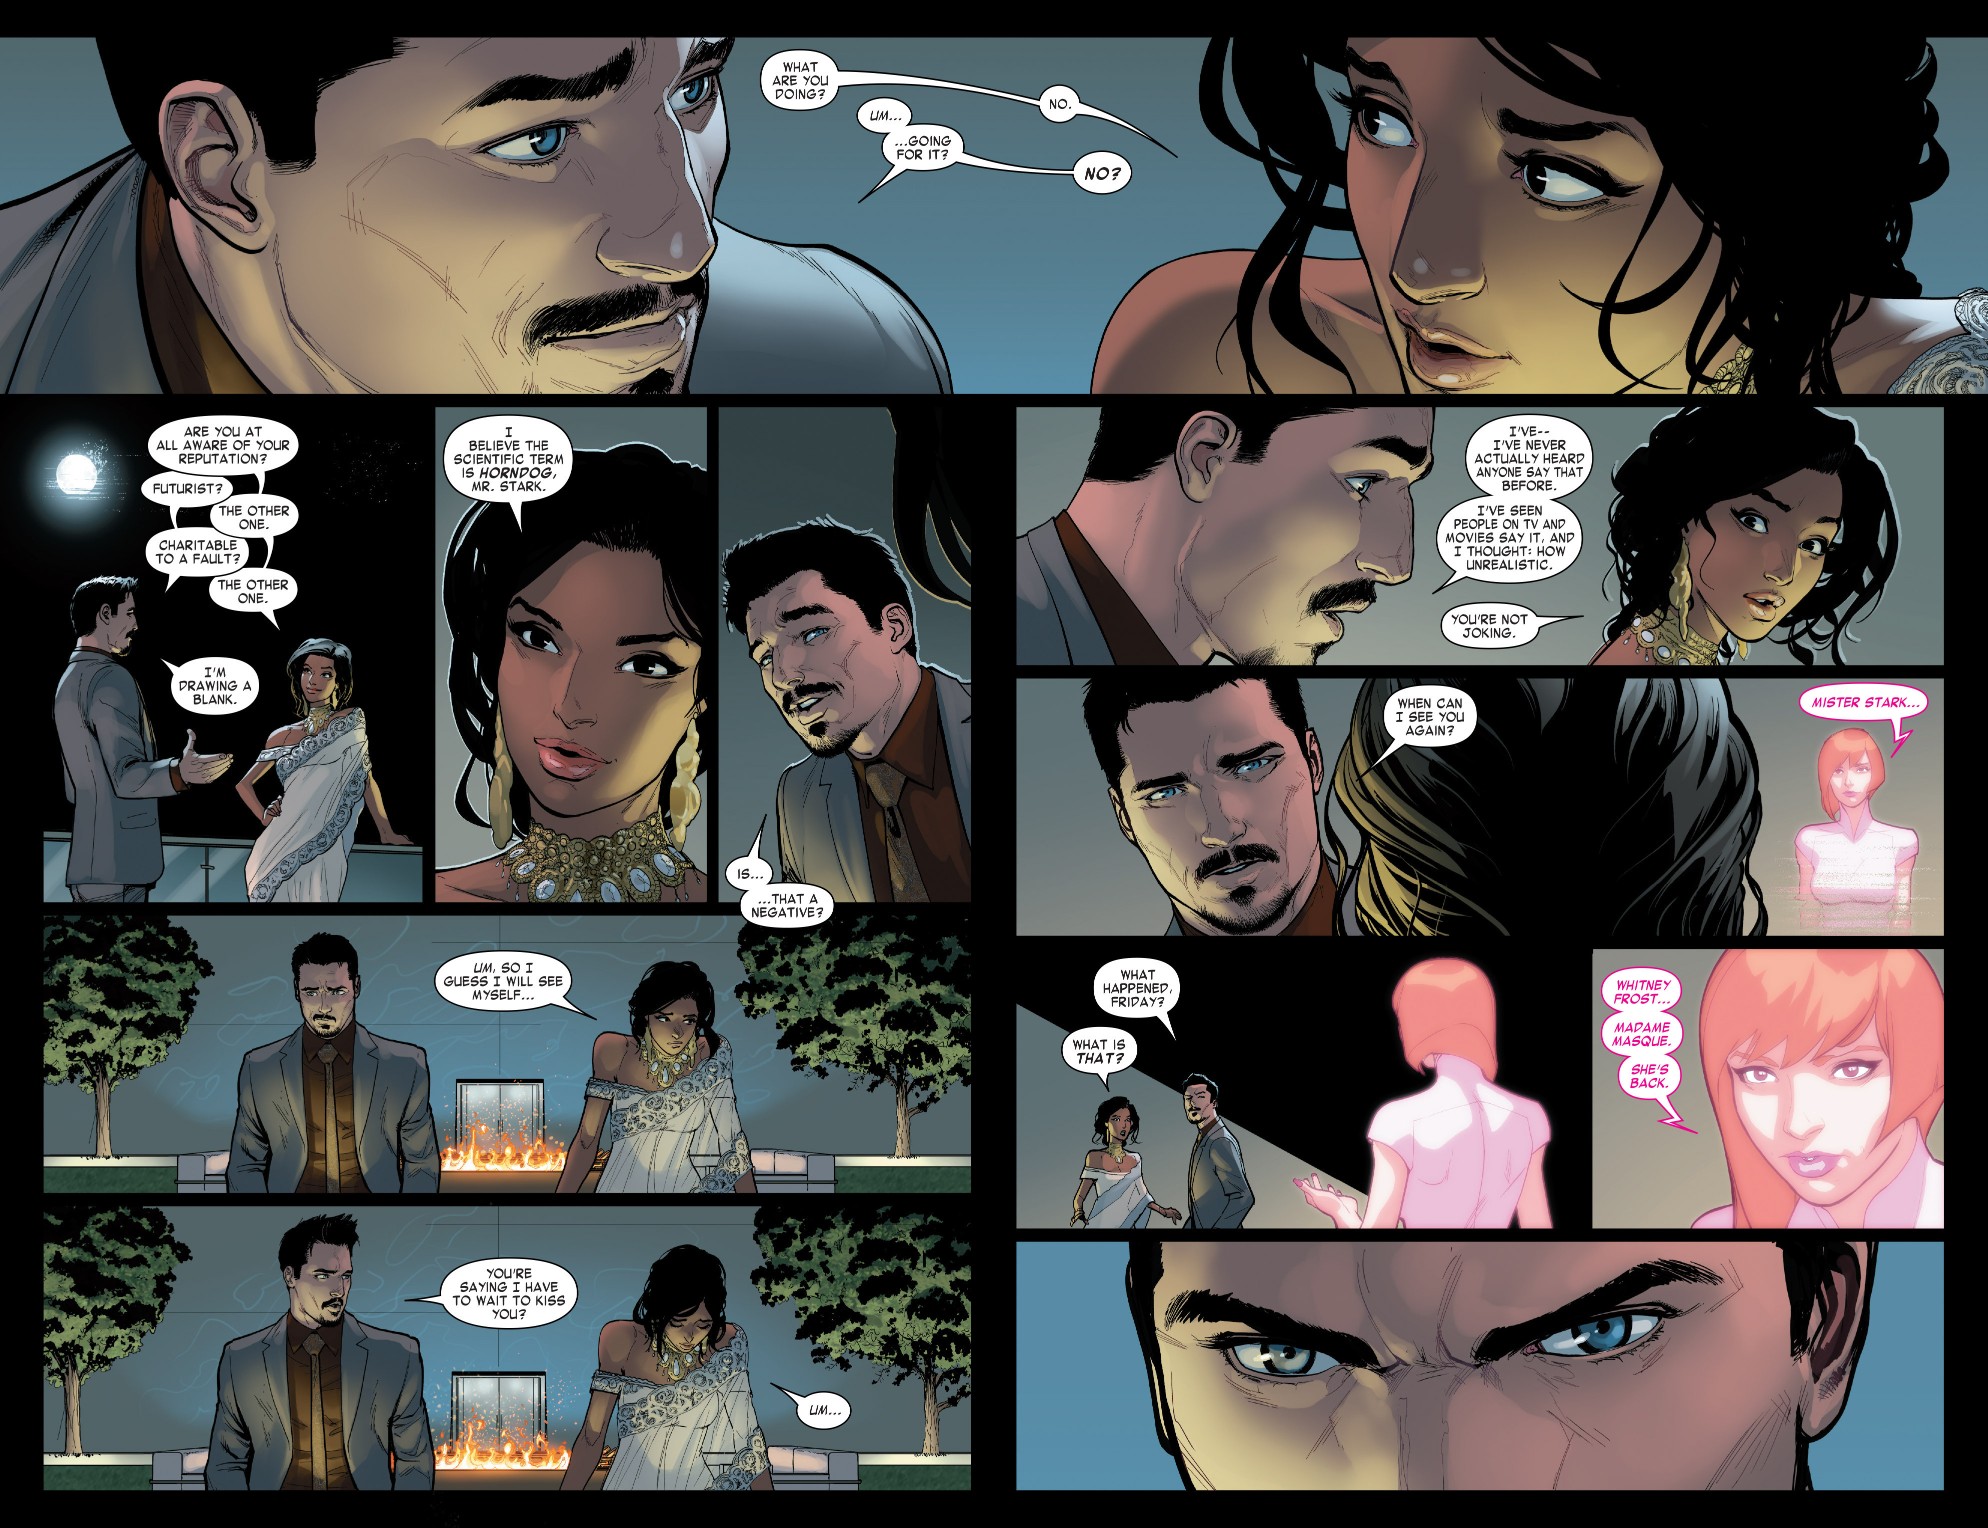 WHAT
ARE YOU
DOING?
UM...
...GOING
FOR IT?
NO.
NO?
ARE YOU AT
ALL AWARE OF YOUR
REPUTATION?
FUTURIST?
THE OTHER
ONE.
CHARITABLE
TO A FAULT?
THE OTHER
ONE.
I'M
DRAWING A
BLANK.
I
BELIEVE THE
SCIENTIFIC TERM
IS HORNDOG,
MR. STARK.
IS...
...THAT A
NEGATIVE?
UM, SO I
GUESS I WILL SEE
MYSELF...
YOU'RE
SAYING I HAVE
TO WAIT TO KISS
YOU?
UM...
I'VE--
I'VE NEVER
ACTUALLY HEARD
ANYONE SAY THAT
BEFORE.
I'VE SEEN
PEOPLE ON TV AND
MOVIES SAY IT, AND
I THOUGHT: HOW
UNREALISTIC.
YOU'RE NOT
JOKING.
WHEN CAN
I SEE YOU
AGAIN?
MISTER STARK...
WHAT
HAPPENED,
FRIDAY?
WHAT IS
THAT?
WHITNEY
FROST...
MADAME
MASQUE.
SHE'S
BACK.